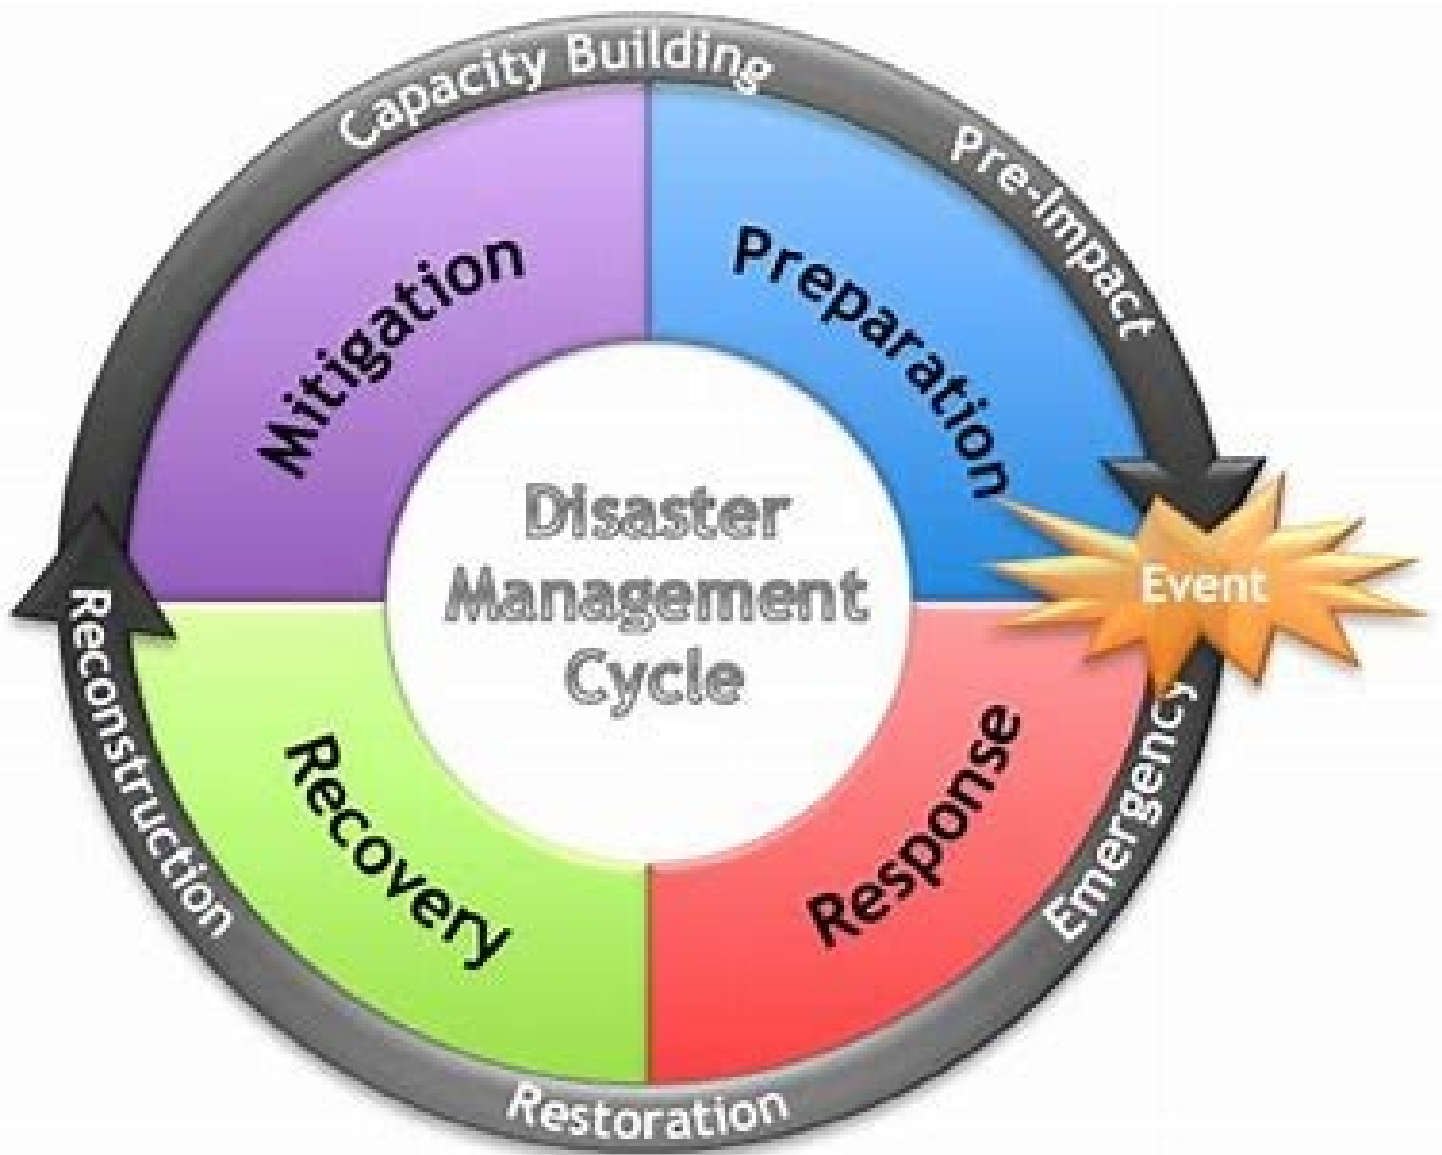 Capacity Building
Pre-Impact
Mitigation
Preparation
Disaster
Management
Cycle
Event
Reconstruction
Recovery
Response
Emergency
Restoration